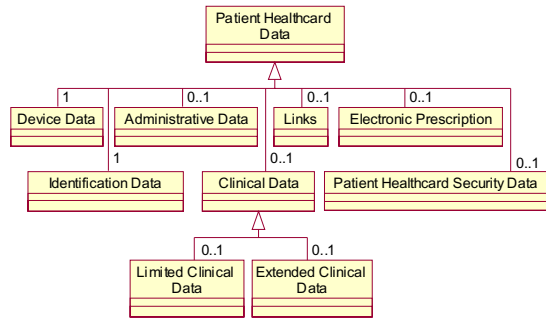 Patient Healthcard
Data
1
0..1
0..1
0..1
Device Data
Administrative Data
Links
Electronic Prescription
1
0..1
0..1
Identification Data
Clinical Data
Patient Healthcard Security Data
0..1
0..1
Limited Clinical
Data
Extended Clinical
Data